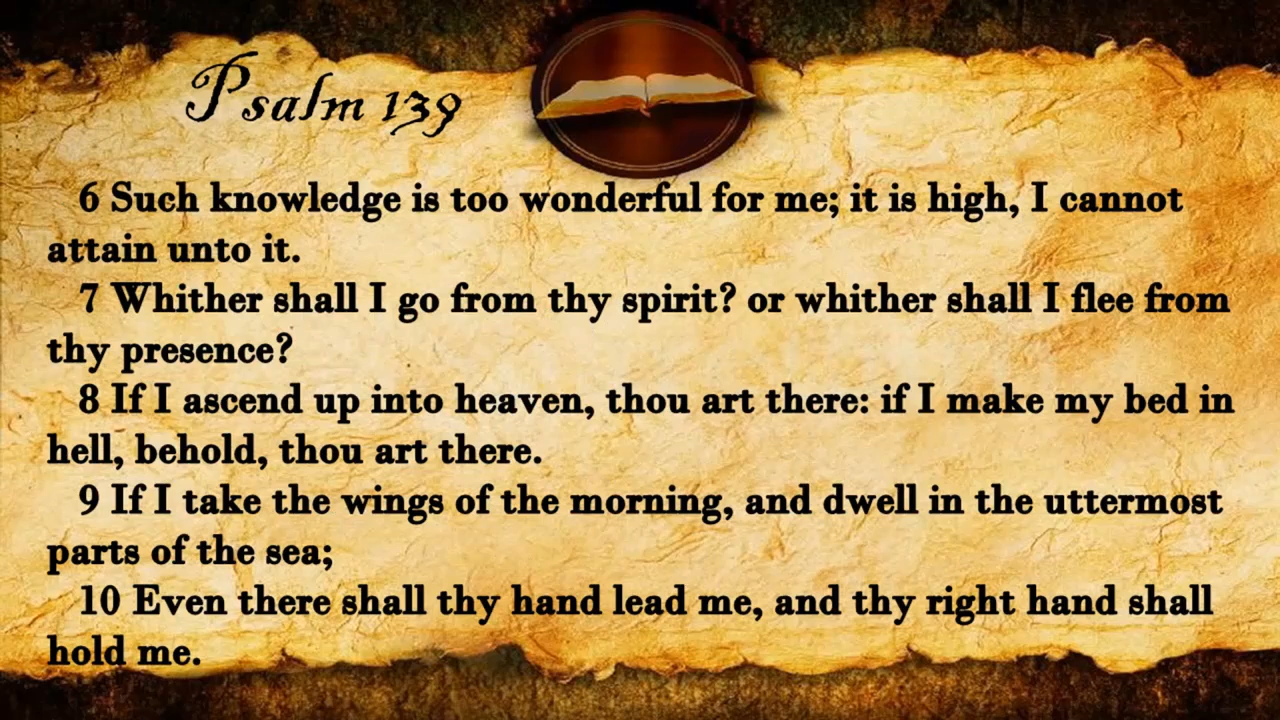 Psalm 139
6 Such knowledge is too wonderful for me; it is high, I cannot
attain unto it.
7 Whither shall I go from thy spirit? or whither shall I flee from
thy presence?
8 If I ascend up into heaven, thou art there: if I make my bed in
hell, behold, thou art there.
9 If I take the wings of the morning, and dwell in the uttermost
parts of the sea;
10 Even there shall thy hand lead me, and thy right hand shall
hold me.